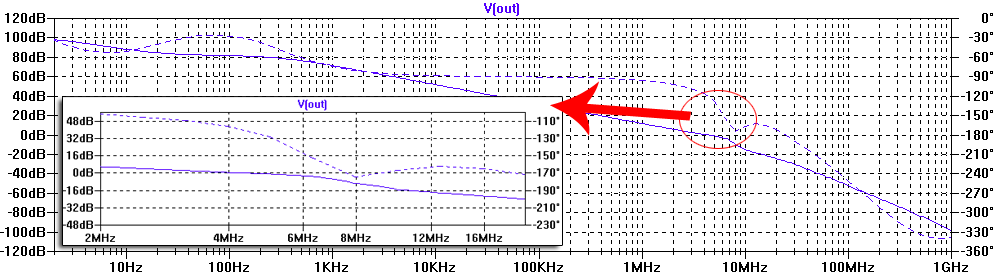 V(out)
120dB 0°
100dB -30°
80dB -60°
60dB -90°
40dB -120°
20dB -150°
0dB -180°
-20dB -210°
-40dB -240°
-60dB -270°
-80dB 300°
-100dB 330°
-120dB 360°
10Hz 100Hz 1KHz 10KHz 100KHz 1MHz 10MHz 100MHz 1GHz
V(out)
48dB -110°
32dB -130°
16dB -150°
0dB -170°
-16dB -190°
-32dB -210°
-48dB -230°
2MHz 4MHz 6MHz 8MHz 12MHz 16MHz